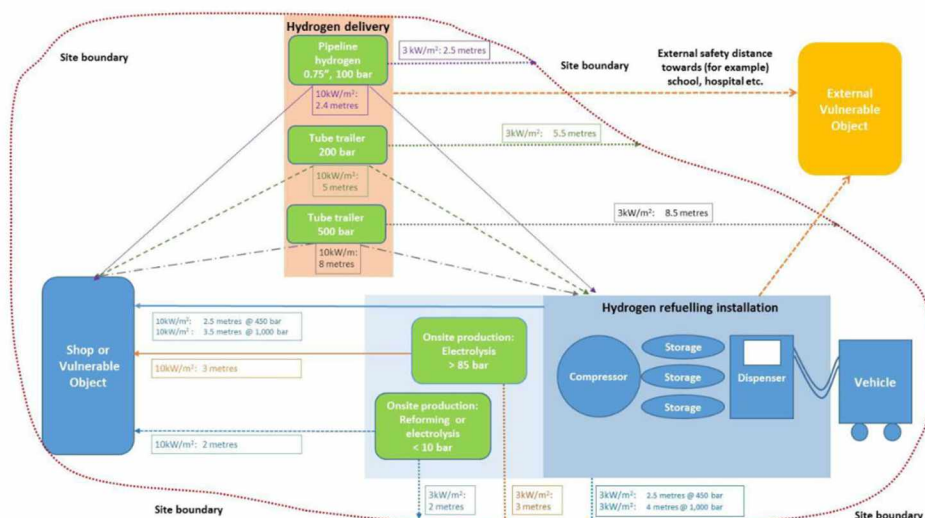 Hydrogen delivery
Site boundary
Pipeline
hydrogen
0.75", 100 bar
3 kW/m²: 2.5 metres
Site boundary
External safety distance
towards (for example)
school, hospital etc.
External
Vulnerable
Object
10kW/m²:
2.4 metres
Tube trailer
200 bar
3kW/m²: 5.5 metres
10kW/m²:
5 metres
Tube trailer
500 bar
3kW/m²: 8.5 metres
10kW/m:
8 metres
Shop or
Vulnerable
Object
10kW/m²: 2.5 metres @ 450 bar
10kW/m²: 3.5 metres @ 1,000 bar
10kW/m²: 3 metres
10kW/m²: 2 metres
Onsite production:
Electrolysis
> 85 bar
Onsite production:
Reforming or
electrolysis
< 10 bar
Hydrogen refuelling installation
Compressor
Storage
Storage
Storage
Dispenser
Vehicle
3kW/m²:
2 metres
3kW/m²:
3 metres
3kW/m²: 2.5 metres @ 450 bar
3kW/m²: 4 metres @ 1,000 bar
Site boundary
Site boundary